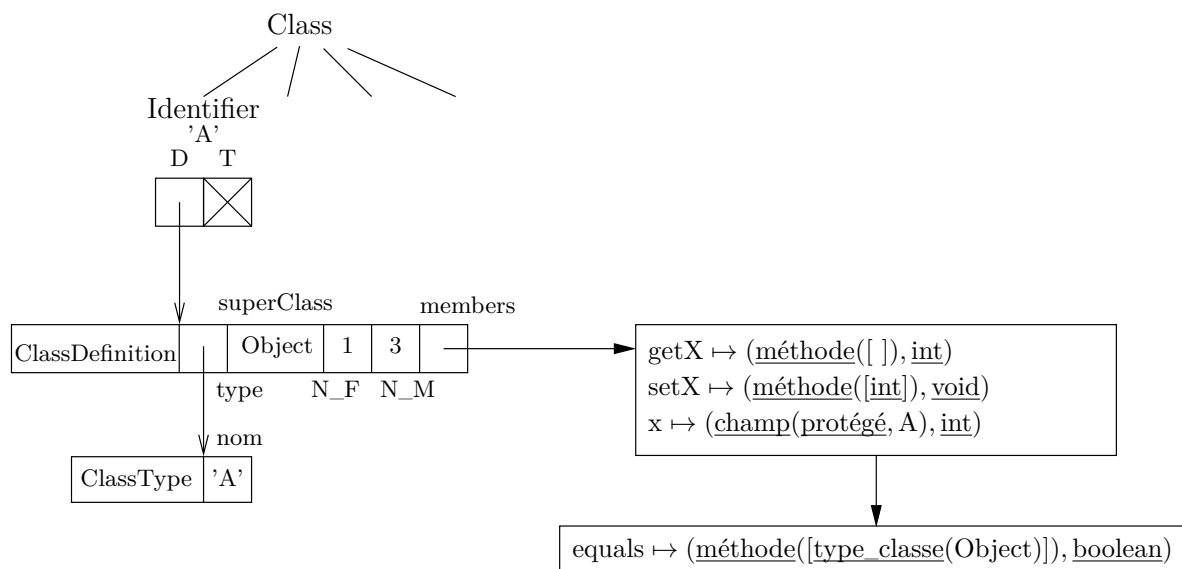 Class
Identifier
'A'
D T
superClass
members
ClassDefinition Object 1 3
type N_F N_M
nom
ClassType 'A'
getX ↦ (méthode([ ]), int)
setX ↦ (méthode([int]), void)
x ↦ (champ(protégé, A), int)
equals ↦ (méthode([type_classe(Object)]), boolean)